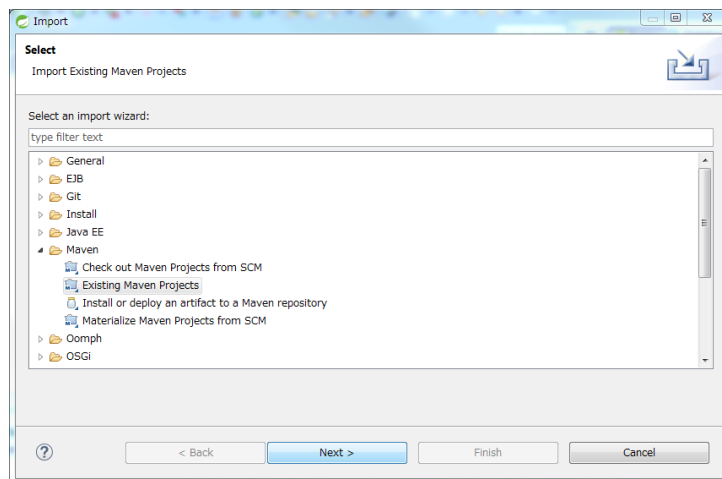 Import
Select
Import Existing Maven Projects
Select an import wizard:
type filter text
General
EJB
Git
Install
Java EE
Maven
Check out Maven Projects from SCM
Existing Maven Projects
Install or deploy an artifact to a Maven repository
Materialize Maven Projects from SCM
Oomph
OSGi
?
< Back
Next >
Finish
Cancel